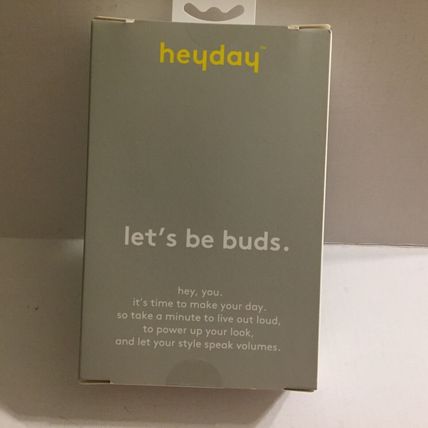 heyday™
let's be buds.
hey, you.
it's time to make your day.
so take a minute to live out loud,
to power up your look,
and let your style speak volumes.